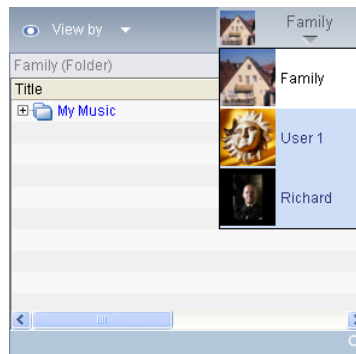 View by
Family
Family (Folder)
Title
My Music
Family
User 1
Richard